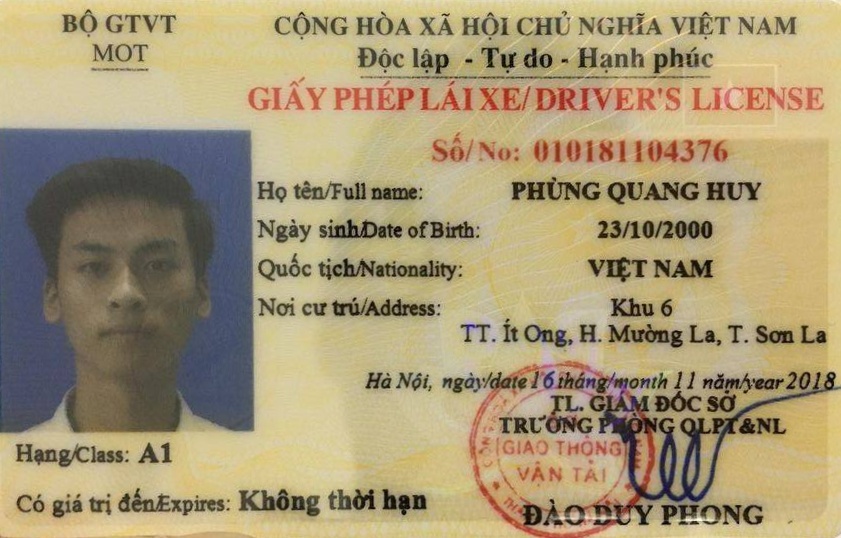 BỘ GTVT
MOT
CỘNG HÒA XÃ HỘI CHỦ NGHĨA VIỆT NAM
Độc lập - Tự do - Hạnh phúc
GIẤY PHÉP LÁI XE/ DRIVER'S LICENSE
Số/No: 010181104376
Họ tên/Full name: PHÙNG QUANG HUY
Ngày sinh/Date of Birth: 23/10/2000
Quốc tịch/Nationality: VIỆT NAM
Nơi cư trú/Address: Khu 6
TT. Ít Ong, H. Mường La, T. Sơn La
Hà Nội, ngày/date 16 tháng/month 11 năm/year 2018
TL. GIÁM ĐỐC SỞ
TRƯỞNG PHÒNG QLPT&NL
GIAO THÔNG
VẬN TẢI
ĐÀO DUY PHONG
Hạng/Class: A1
Có giá trị đến/Expires: Không thời hạn